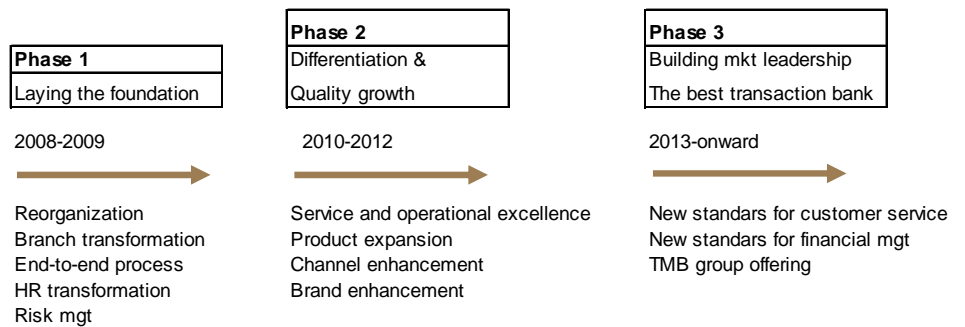 Phase 1
Laying the foundation
2008-2009
Reorganization
Branch transformation
End-to-end process
HR transformation
Risk mgt
Phase 2
Differentiation &
Quality growth
2010-2012
Service and operational excellence
Product expansion
Channel enhancement
Brand enhancement
Phase 3
Building mkt leadership
The best transaction bank
2013-onward
New standars for customer service
New standars for financial mgt
TMB group offering